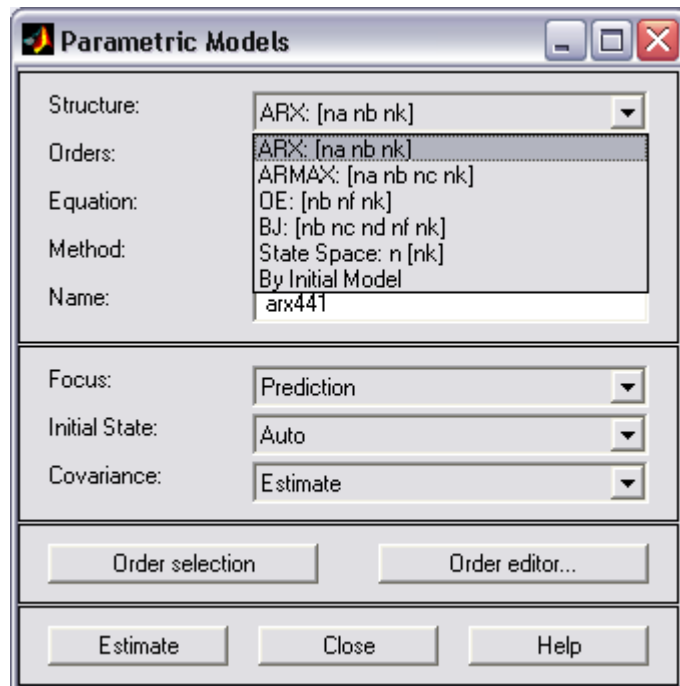 Parametric Models
Structure: ARX: [na nb nk]
Orders: ARX: [na nb nk]
ARMAX: [na nb nc nk]
Equation: OE: [nb nf nk]
BJ: [nb nc nd nf nk]
Method: State Space: n [nk]
By Initial Model
Name: arx441
Focus: Prediction
Initial State: Auto
Covariance: Estimate
Order selection Order editor...
Estimate Close Help